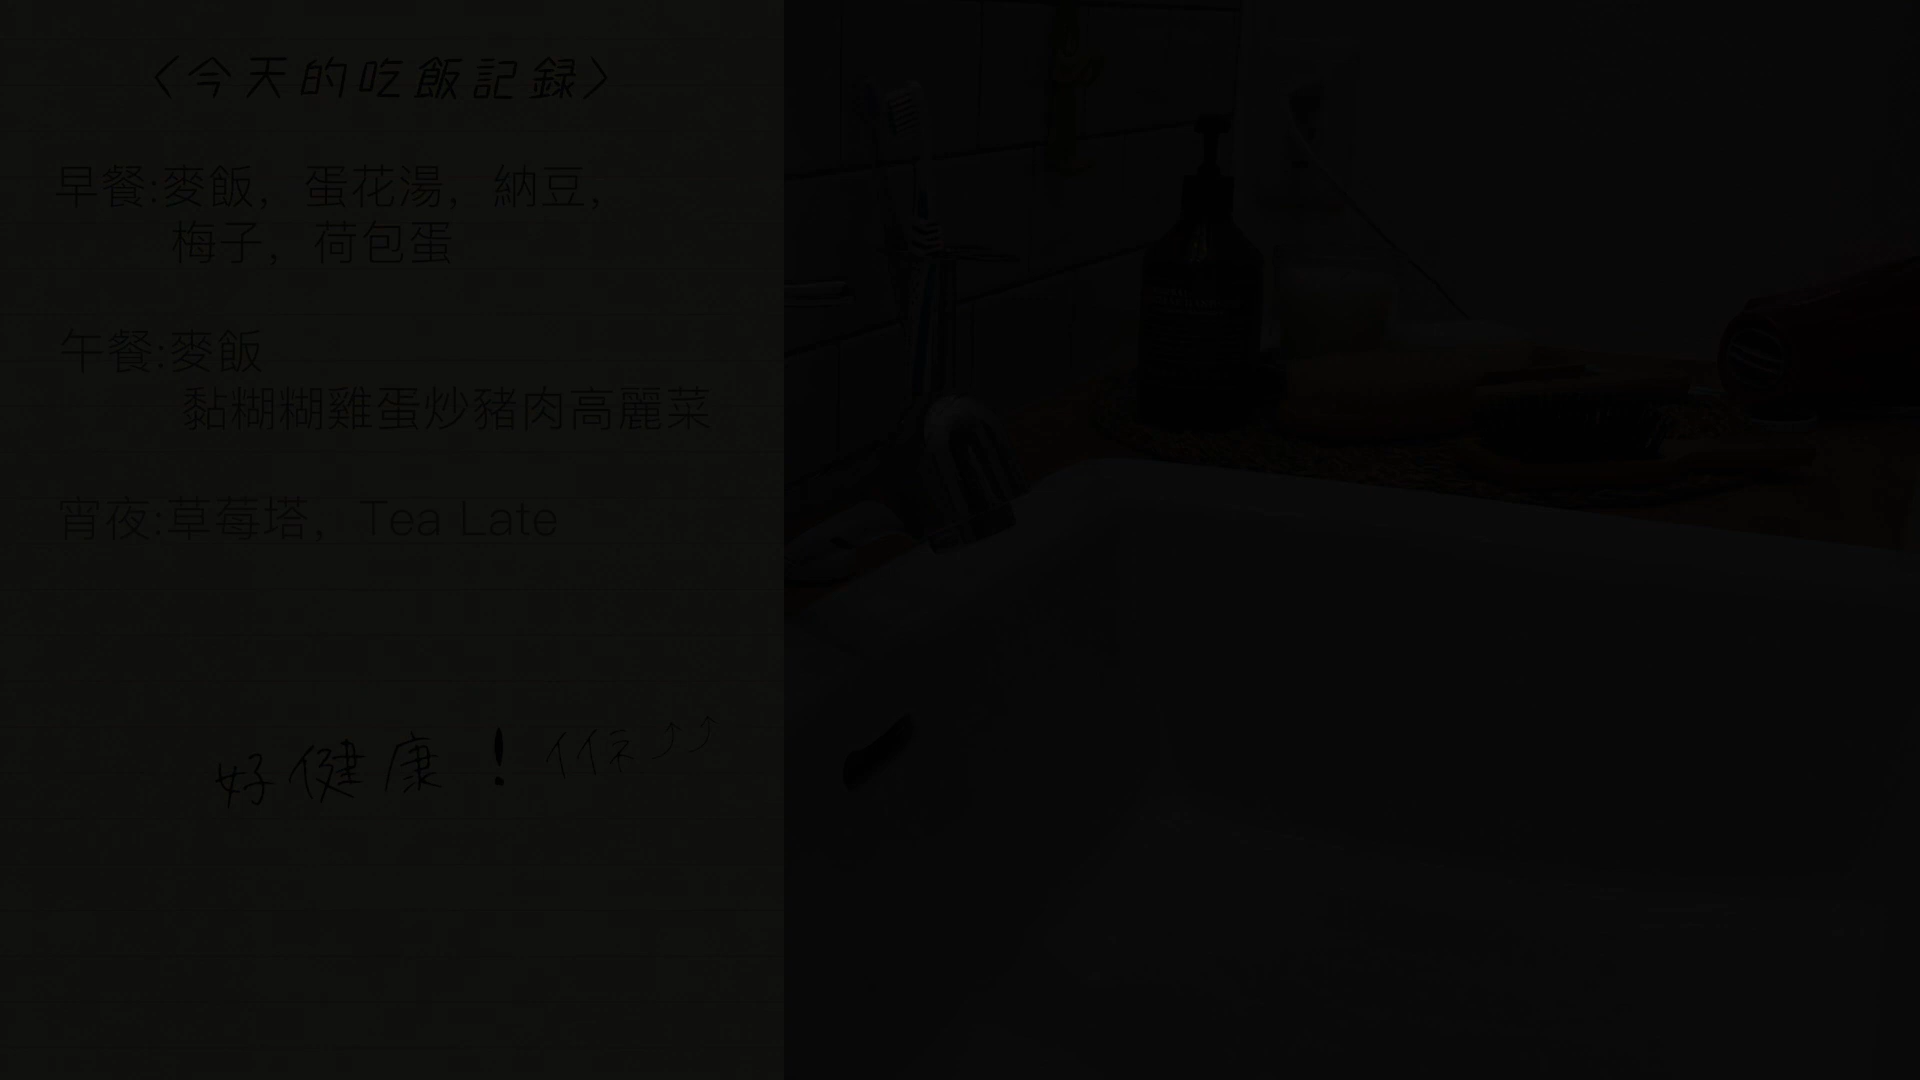 〈今天的吃飯記録〉
早餐:麥飯，蛋花湯，納豆，
梅子，荷包蛋
午餐:麥飯
黏糊糊雞蛋炒豬肉高麗菜
宵夜:草莓塔，Tea Late
好健康！